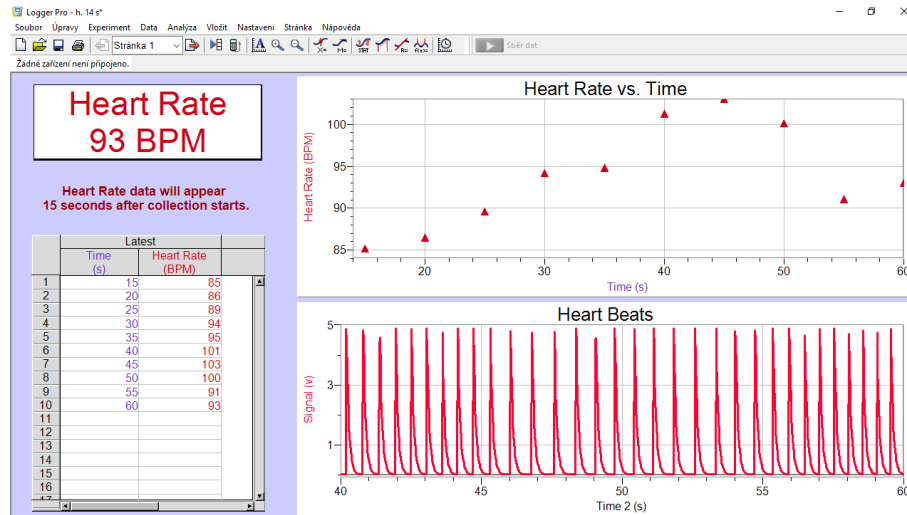 Logger Pro - h. 14 s*
Soubor Úpravy Experiment Data Analýza Vložit Nastavení Stránka Nápověda
Stránka 1 Sběr dat
Žádné zařízení není připojeno.
Heart Rate
93 BPM
Heart Rate data will appear
15 seconds after collection starts.
Latest
Time Heart Rate
(s) (BPM)
1 15 85
2 20 86
3 25 89
4 30 94
5 35 95
6 40 101
7 45 103
8 50 100
9 55 91
10 60 93
11
12
13
14
15
16
17
Heart Rate vs. Time
Heart Rate (BPM)
100
95
90
85
20 30 40 50 60
Time (s)
Heart Beats
Signal (v)
5
3
1
40 45 50 55 60
Time 2 (s)